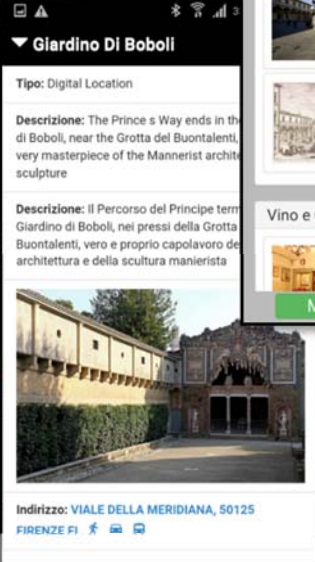 Giardino Di Boboli
Tipo: Digital Location
Descrizione: The Prince s Way ends in th
di Boboli, near the Grotta del Buontalenti,
very masterpiece of the Mannerist archite
sculpture
Descrizione: Il Percorso del Principe term
Giardino di Boboli, nei pressi della Grotta
Buontalenti, vero e proprio capolavoro de
architettura e della scultura manierista
Indirizzo: VIALE DELLA MERIDIANA, 50125
FIRENZE FI
Vino e